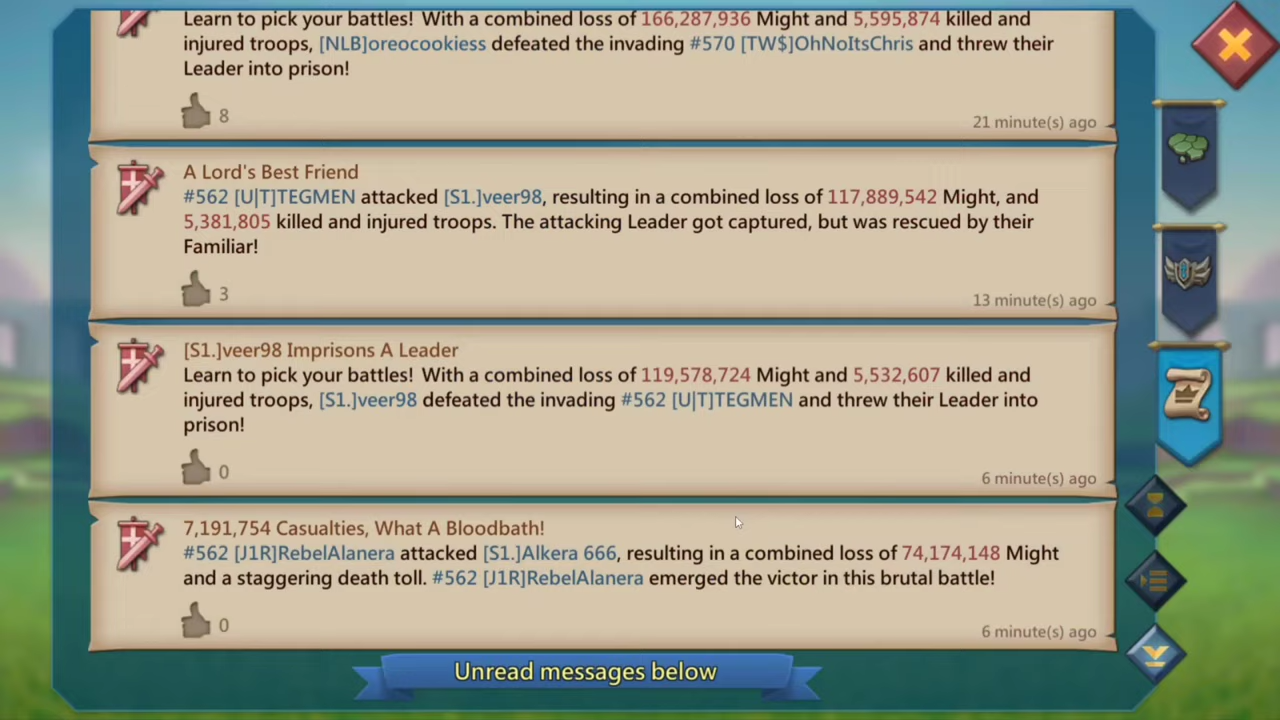 Learn to pick your battles! With a combined loss of 166,287,936 Might and 5,595,874 killed and
injured troops, [NLB]oreocookiess defeated the invading #570 [TW$]OhNoItsChris and threw their
Leader into prison!
8
21 minute(s) ago
A Lord's Best Friend
#562 [U|T]TEGMEN attacked [S1.]veer98, resulting in a combined loss of 117,889,542 Might, and
5,381,805 killed and injured troops. The attacking Leader got captured, but was rescued by their
Familiar!
3
13 minute(s) ago
[S1.]veer98 Imprisons A Leader
Learn to pick your battles! With a combined loss of 119,578,724 Might and 5,532,607 killed and
injured troops, [S1.]veer98 defeated the invading #562 [U|T]TEGMEN and threw their Leader into
prison!
0
6 minute(s) ago
7,191,754 Casualties, What A Bloodbath!
#562 [J1R]RebelAlanera attacked [S1.]Alkera 666, resulting in a combined loss of 74,174,148 Might
and a staggering death toll. #562 [J1R]RebelAlanera emerged the victor in this brutal battle!
0
6 minute(s) ago
Unread messages below